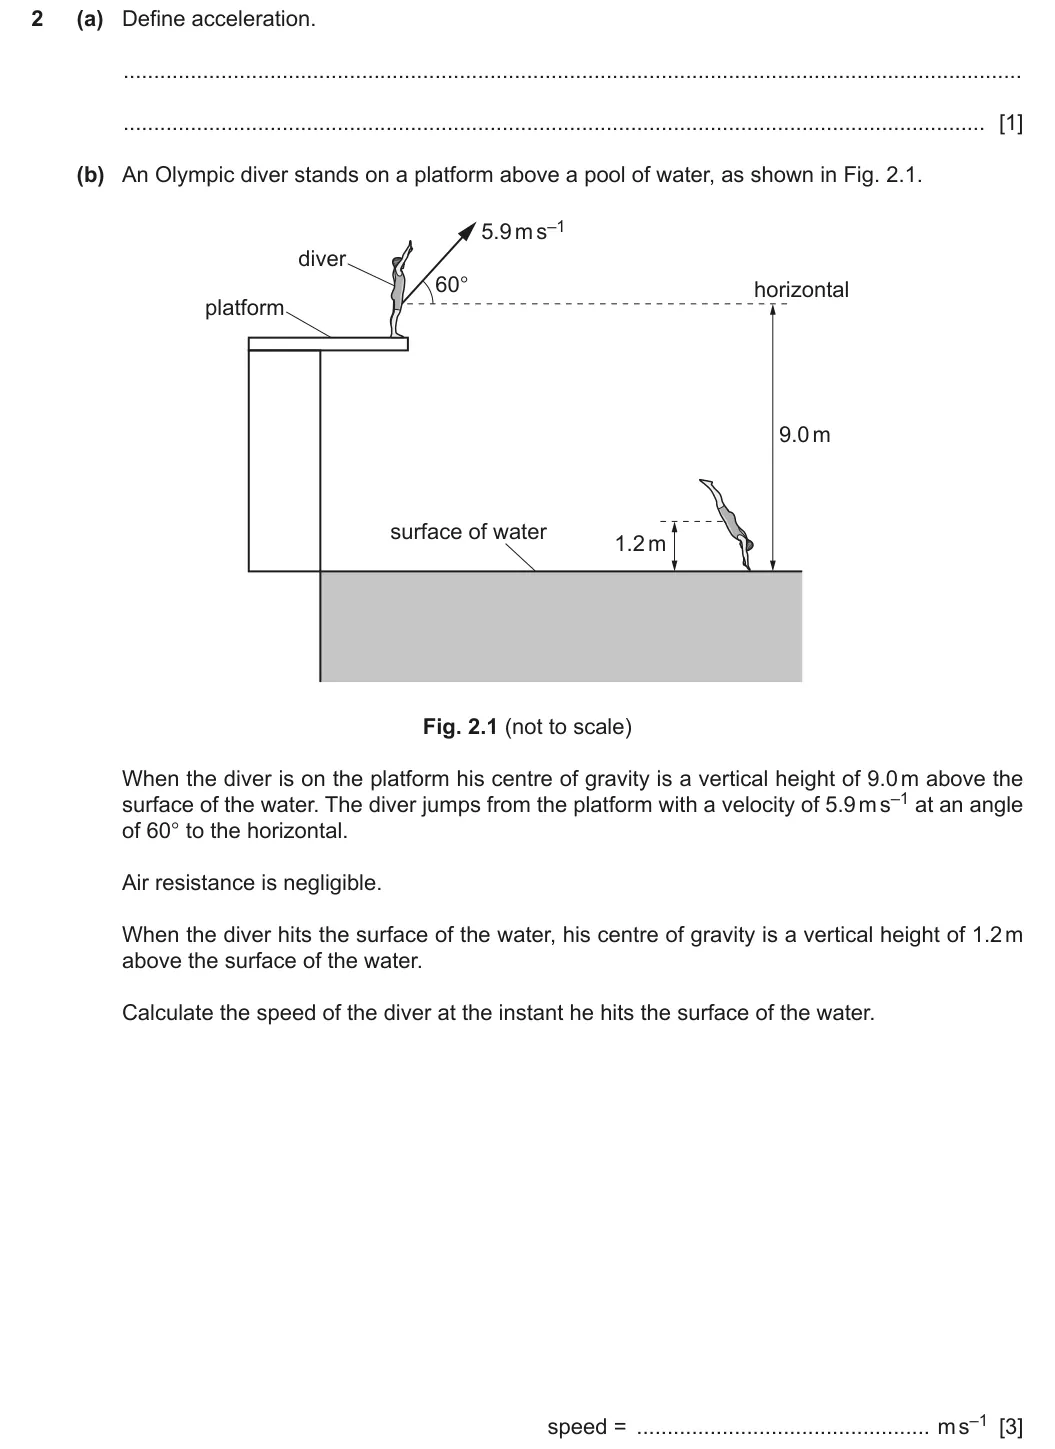 2 (a) Define acceleration.
..........................................................................................................................................................
.................................................................................................................................................... [1]
(b) An Olympic diver stands on a platform above a pool of water, as shown in Fig. 2.1.
5.9 m s⁻¹
diver
60°
horizontal
platform
9.0 m
surface of water
1.2 m
Fig. 2.1 (not to scale)
When the diver is on the platform his centre of gravity is a vertical height of 9.0 m above the
surface of the water. The diver jumps from the platform with a velocity of 5.9 m s⁻¹ at an angle
of 60° to the horizontal.
Air resistance is negligible.
When the diver hits the surface of the water, his centre of gravity is a vertical height of 1.2 m
above the surface of the water.
Calculate the speed of the diver at the instant he hits the surface of the water.
speed = ................................................ m s⁻¹ [3]